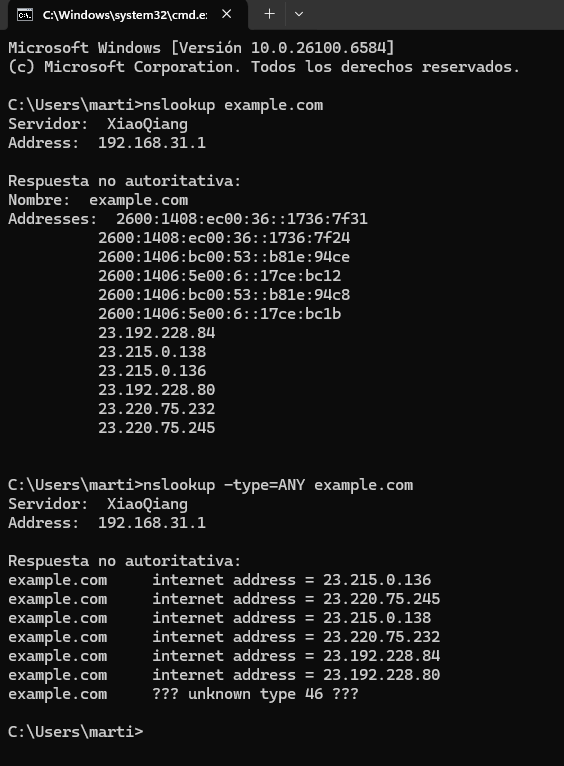 C:\Windows\system32\cmd.e:
Microsoft Windows [Versión 10.0.26100.6584]
(c) Microsoft Corporation. Todos los derechos reservados.
C:\Users\marti>nslookup example.com
Servidor:  XiaoQiang
Address:  192.168.31.1
Respuesta no autoritativa:
Nombre:  example.com
Addresses:  2600:1408:ec00:36::1736:7f31
2600:1408:ec00:36::1736:7f24
2600:1406:bc00:53::b81e:94ce
2600:1406:5e00:6::17ce:bc12
2600:1406:bc00:53::b81e:94c8
2600:1406:5e00:6::17ce:bc1b
23.192.228.84
23.215.0.138
23.215.0.136
23.192.228.80
23.220.75.232
23.220.75.245
C:\Users\marti>nslookup -type=ANY example.com
Servidor:  XiaoQiang
Address:  192.168.31.1
Respuesta no autoritativa:
example.com     internet address = 23.215.0.136
example.com     internet address = 23.220.75.245
example.com     internet address = 23.215.0.138
example.com     internet address = 23.220.75.232
example.com     internet address = 23.192.228.84
example.com     internet address = 23.192.228.80
example.com     ??? unknown type 46 ???
C:\Users\marti>